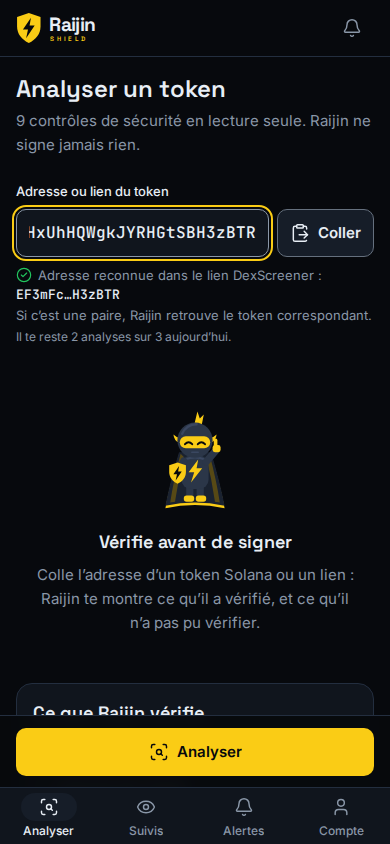 Raijin
SHIELD
Analyser un token
9 contrôles de sécurité en lecture seule. Raijin ne
signe jamais rien.
Adresse ou lien du token
HxUhHQWgkJYRHGtSBH3zBTR
Coller
Adresse reconnue dans le lien DexScreener :
EF3mFc…H3zBTR
Si c’est une paire, Raijin retrouve le token correspondant.
Il te reste 2 analyses sur 3 aujourd’hui.
Vérifie avant de signer
Colle l’adresse d’un token Solana ou un lien :
Raijin te montre ce qu’il a vérifié, et ce qu’il
n’a pas pu vérifier.
Ce que Raijin vérifie
Analyser
Analyser
Suivis
Alertes
Compte